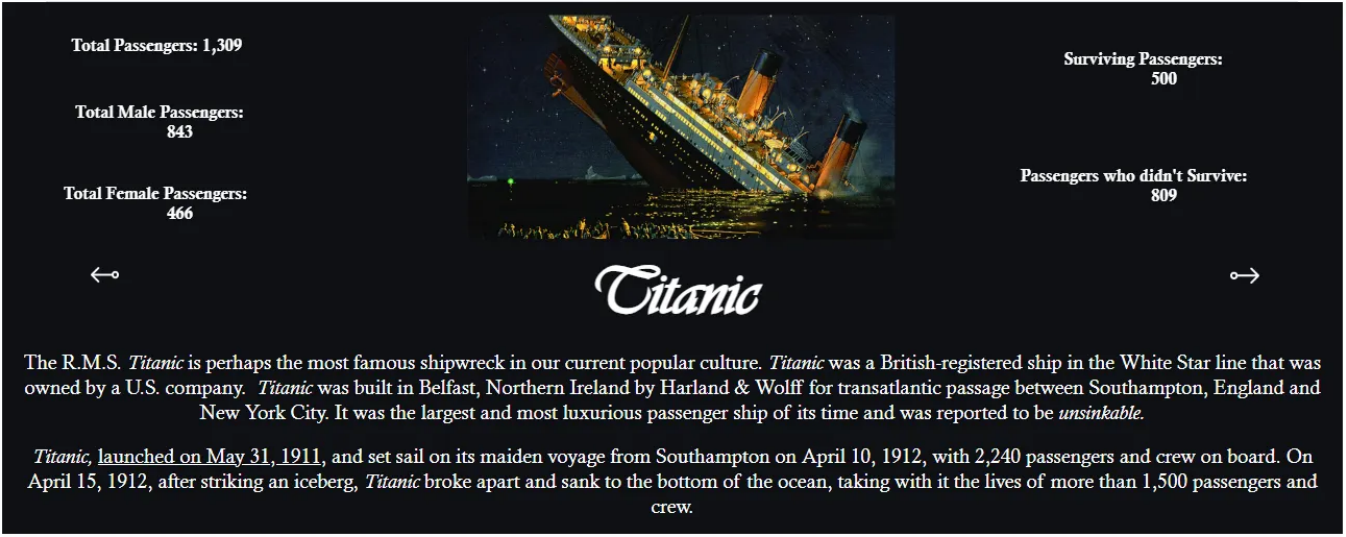 Total Passengers: 1,309
Total Male Passengers:
843
Total Female Passengers:
466
Surviving Passengers:
500
Passengers who didn't Survive:
809
Titanic
The R.M.S. Titanic is perhaps the most famous shipwreck in our current popular culture. Titanic was a British-registered ship in the White Star line that was
owned by a U.S. company.  Titanic was built in Belfast, Northern Ireland by Harland & Wolff for transatlantic passage between Southampton, England and
New York City. It was the largest and most luxurious passenger ship of its time and was reported to be unsinkable.
Titanic, launched on May 31, 1911, and set sail on its maiden voyage from Southampton on April 10, 1912, with 2,240 passengers and crew on board. On
April 15, 1912, after striking an iceberg, Titanic broke apart and sank to the bottom of the ocean, taking with it the lives of more than 1,500 passengers and
crew.